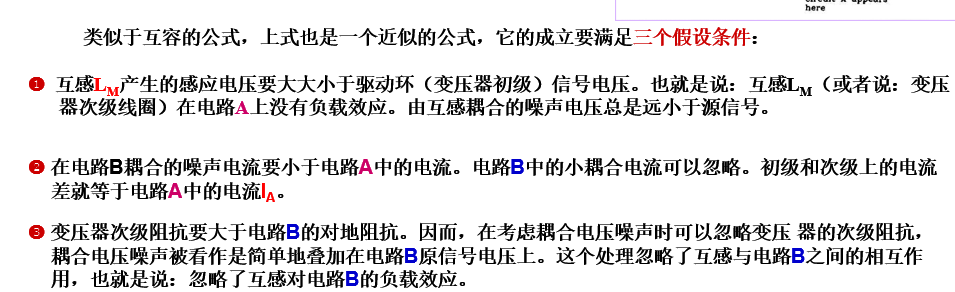 circuit A appears
here
类似于互容的公式，上式也是一个近似的公式，它的成立要满足三个假设条件：
❶ 互感LM产生的感应电压要大大小于驱动环（变压器初级）信号电压。也就是说：互感LM（或者说：变压
器次级线圈）在电路A上没有负载效应。由互感耦合的噪声电压总是远小于源信号。
❷ 在电路B耦合的噪声电流要小于电路A中的电流。电路B中的小耦合电流可以忽略。初级和次级上的电流
差就等于电路A中的电流IA。
❸ 变压器次级阻抗要大于电路B的对地阻抗。因而，在考虑耦合电压噪声时可以忽略变压 器的次级阻抗，
耦合电压噪声被看作是简单地叠加在电路B原信号电压上。这个处理忽略了互感与电路B之间的相互作
用，也就是说：忽略了互感对电路B的负载效应。